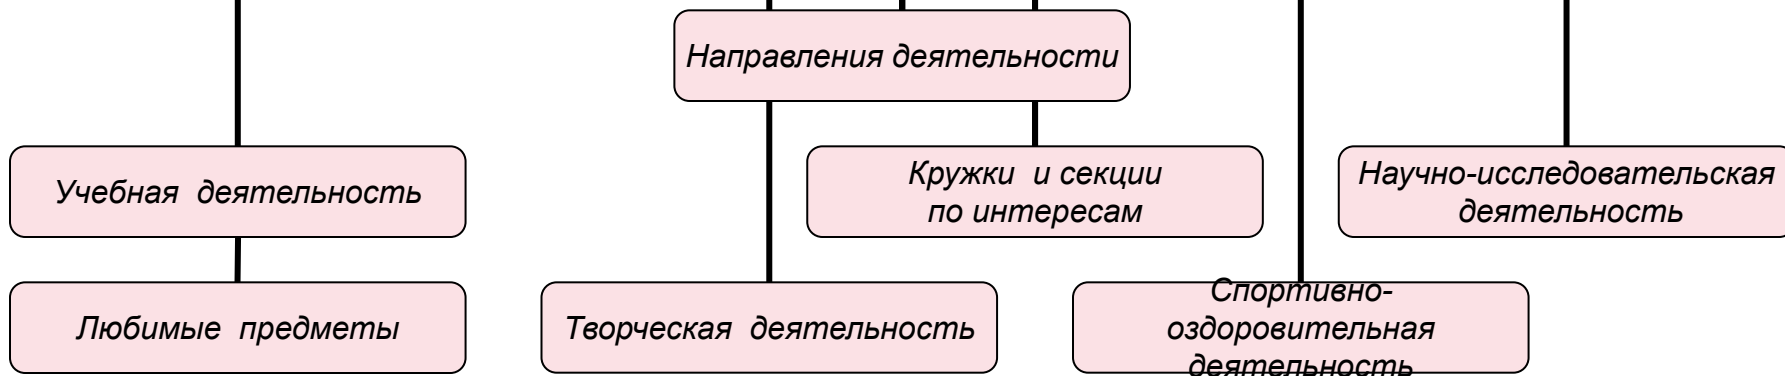 Направления деятельности
Учебная деятельность
Кружки и секции
по интересам
Научно-исследовательская
деятельность
Любимые предметы
Творческая деятельность
Спортивно-
оздоровительная
деятельность